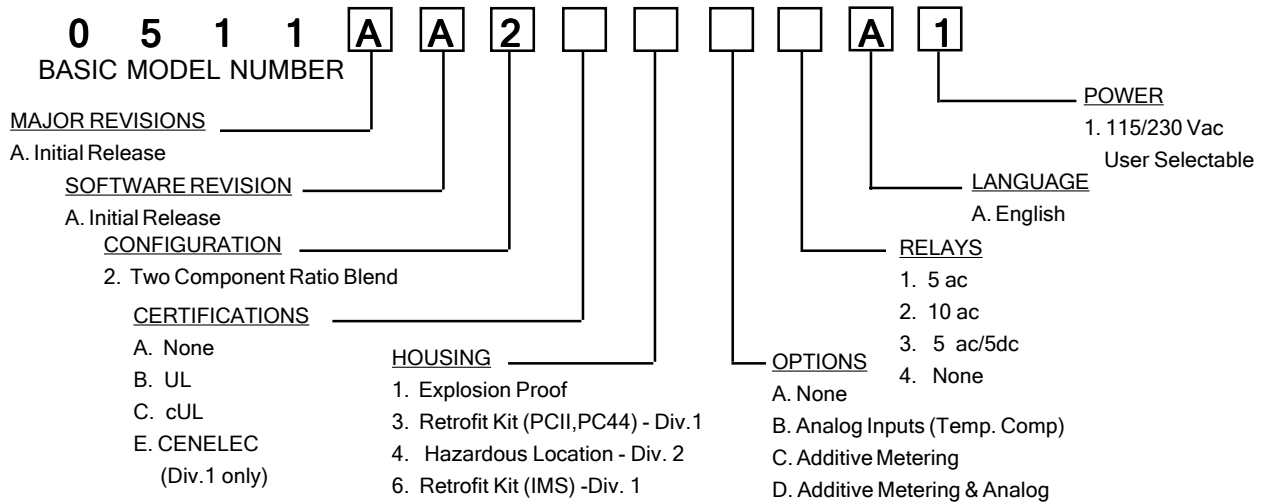 0 5 1 1 A A 2 A 1
BASIC MODEL NUMBER
MAJOR REVISIONS
A. Initial Release
SOFTWARE REVISION
A. Initial Release
CONFIGURATION
2. Two Component Ratio Blend
CERTIFICATIONS
A. None
B. UL
C. cUL
E. CENELEC
(Div.1 only)
HOUSING
1. Explosion Proof
3. Retrofit Kit (PCII,PC44) - Div.1
4. Hazardous Location - Div. 2
6. Retrofit Kit (IMS) -Div. 1
OPTIONS
A. None
B. Analog Inputs (Temp. Comp)
C. Additive Metering
D. Additive Metering & Analog
RELAYS
1. 5 ac
2. 10 ac
3. 5 ac/5dc
4. None
LANGUAGE
A. English
POWER
1. 115/230 Vac
User Selectable